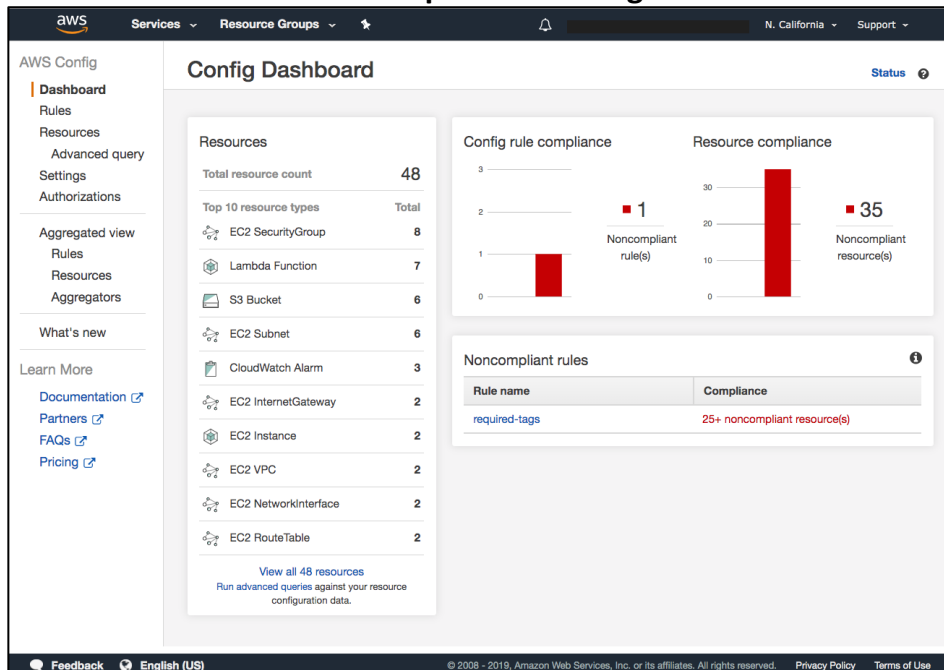 aws
Services
Resource Groups
N. California
Support
AWS Config
Dashboard
Rules
Resources
Advanced query
Settings
Authorizations
Aggregated view
Rules
Resources
Aggregators
What's new
Learn More
Documentation
Partners
FAQs
Pricing
Config Dashboard
Status
Resources
Total resource count 48
Top 10 resource types Total
EC2 SecurityGroup 8
Lambda Function 7
S3 Bucket 6
EC2 Subnet 6
CloudWatch Alarm 3
EC2 InternetGateway 2
EC2 Instance 2
EC2 VPC 2
EC2 NetworkInterface 2
EC2 RouteTable 2
View all 48 resources
Run advanced queries against your resource
configuration data.
Config rule compliance
3
2
1
0
1
Noncompliant
rule(s)
Resource compliance
30
20
10
0
35
Noncompliant
resource(s)
Noncompliant rules
Rule name Compliance
required-tags 25+ noncompliant resource(s)
Feedback
English (US)
© 2008 - 2019, Amazon Web Services, Inc. or its affiliates. All rights reserved.
Privacy Policy
Terms of Use